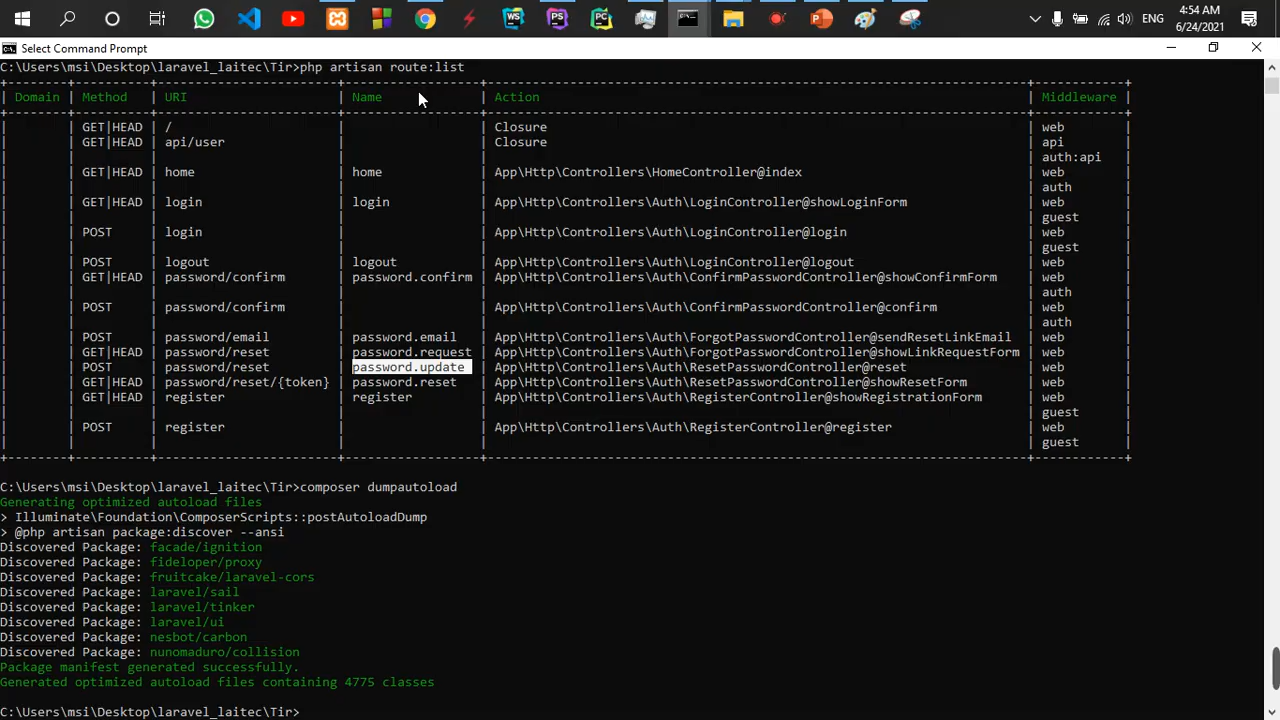 4:54 AM
ENG
6/24/2021
Select Command Prompt
C:\Users\msi\Desktop\laravel_laitec\Tir>php artisan route:list
+--------+----------+------------------------+------------------+------------------------------------------------------------------------+------------+
| Domain | Method   | URI                    | Name             | Action                                                                 | Middleware |
+--------+----------+------------------------+------------------+------------------------------------------------------------------------+------------+
|        | GET|HEAD | /                      |                  | Closure                                                                | web        |
|        | GET|HEAD | api/user               |                  | Closure                                                                | api        |
|        |          |                        |                  |                                                                        | auth:api   |
|        | GET|HEAD | home                   | home             | App\Http\Controllers\HomeController@index                              | web        |
|        |          |                        |                  |                                                                        | auth       |
|        | GET|HEAD | login                  | login            | App\Http\Controllers\Auth\LoginController@showLoginForm                | web        |
|        |          |                        |                  |                                                                        | guest      |
|        | POST     | login                  |                  | App\Http\Controllers\Auth\LoginController@login                        | web        |
|        |          |                        |                  |                                                                        | guest      |
|        | POST     | logout                 | logout           | App\Http\Controllers\Auth\LoginController@logout                       | web        |
|        | GET|HEAD | password/confirm       | password.confirm | App\Http\Controllers\Auth\ConfirmPasswordController@showConfirmForm    | web        |
|        |          |                        |                  |                                                                        | auth       |
|        | POST     | password/confirm       |                  | App\Http\Controllers\Auth\ConfirmPasswordController@confirm            | web        |
|        |          |                        |                  |                                                                        | auth       |
|        | POST     | password/email         | password.email   | App\Http\Controllers\Auth\ForgotPasswordController@sendResetLinkEmail  | web        |
|        | GET|HEAD | password/reset         | password.request | App\Http\Controllers\Auth\ForgotPasswordController@showLinkRequestForm | web        |
|        | POST     | password/reset         | password.update  | App\Http\Controllers\Auth\ResetPasswordController@reset                | web        |
|        | GET|HEAD | password/reset/{token} | password.reset   | App\Http\Controllers\Auth\ResetPasswordController@showResetForm        | web        |
|        | GET|HEAD | register               | register         | App\Http\Controllers\Auth\RegisterController@showRegistrationForm      | web        |
|        |          |                        |                  |                                                                        | guest      |
|        | POST     | register               |                  | App\Http\Controllers\Auth\RegisterController@register                  | web        |
|        |          |                        |                  |                                                                        | guest      |
+--------+----------+------------------------+------------------+------------------------------------------------------------------------+------------+
C:\Users\msi\Desktop\laravel_laitec\Tir>composer dumpautoload
Generating optimized autoload files
> Illuminate\Foundation\ComposerScripts::postAutoloadDump
> @php artisan package:discover --ansi
Discovered Package: facade/ignition
Discovered Package: fideloper/proxy
Discovered Package: fruitcake/laravel-cors
Discovered Package: laravel/sail
Discovered Package: laravel/tinker
Discovered Package: laravel/ui
Discovered Package: nesbot/carbon
Discovered Package: nunomaduro/collision
Package manifest generated successfully.
Generated optimized autoload files containing 4775 classes
C:\Users\msi\Desktop\laravel_laitec\Tir>